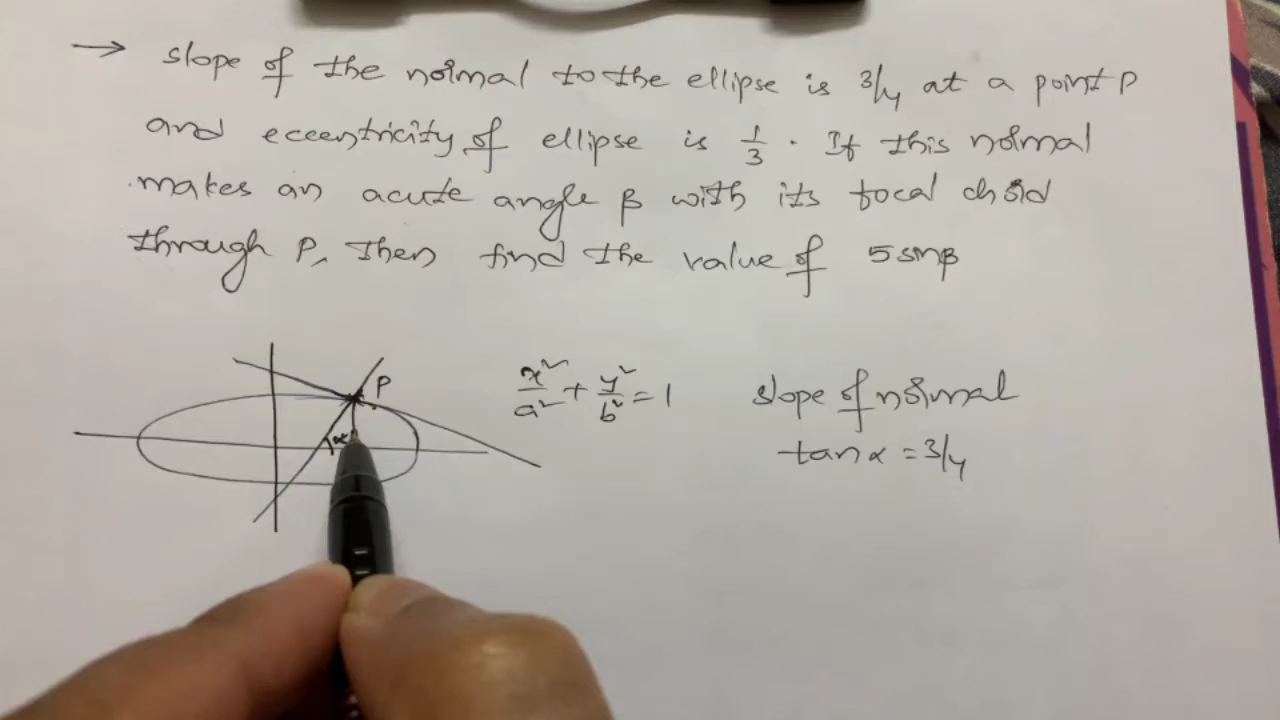 → slope of the normal to the ellipse is 3/4 at a point P
and eccentricity of ellipse is 1/3 . If this normal
makes an acute angle β with its focal chord
through P, then find the value of 5 sinβ
P
α
x²/a² + y²/b² = 1
slope of normal
tan α = 3/4